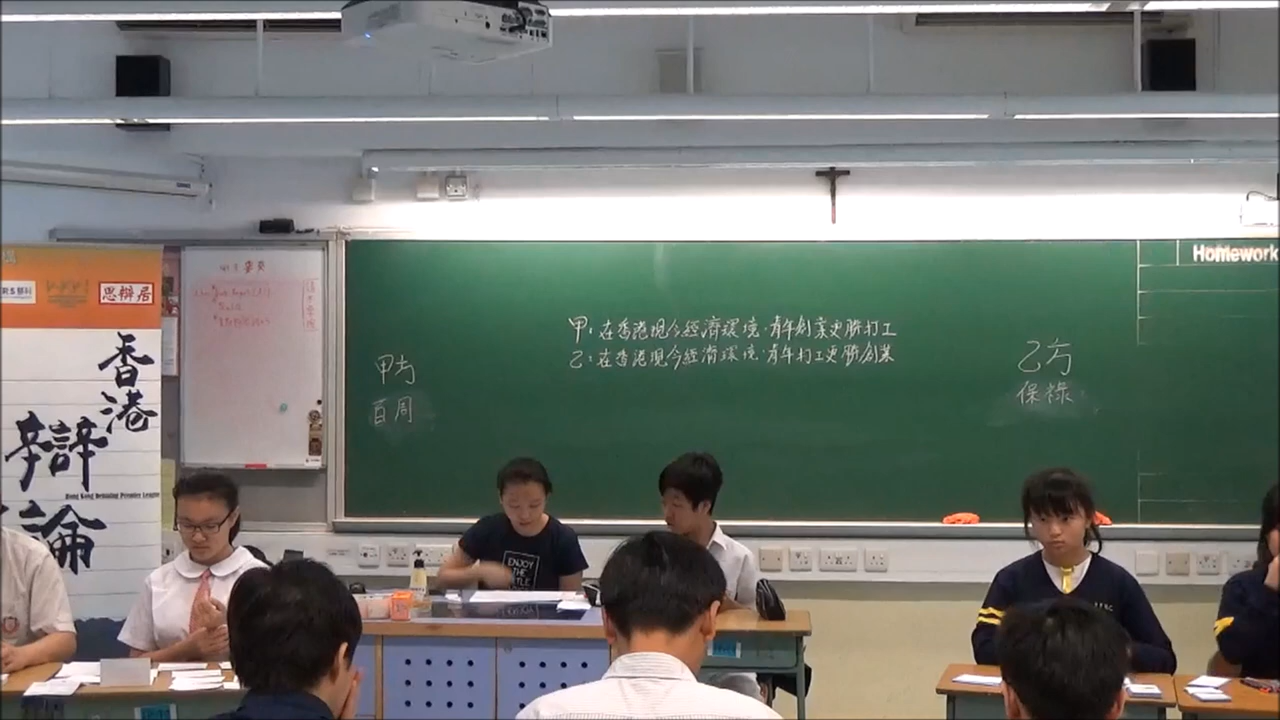 思辯居
香港
辯論
Hong Kong Debating Premier League
甲：在香港現今經濟環境，青年創業更勝打工
乙：在香港現今經濟環境，青年打工更勝創業
甲方
百周
乙方
保祿
Homework
ENJOY
THE